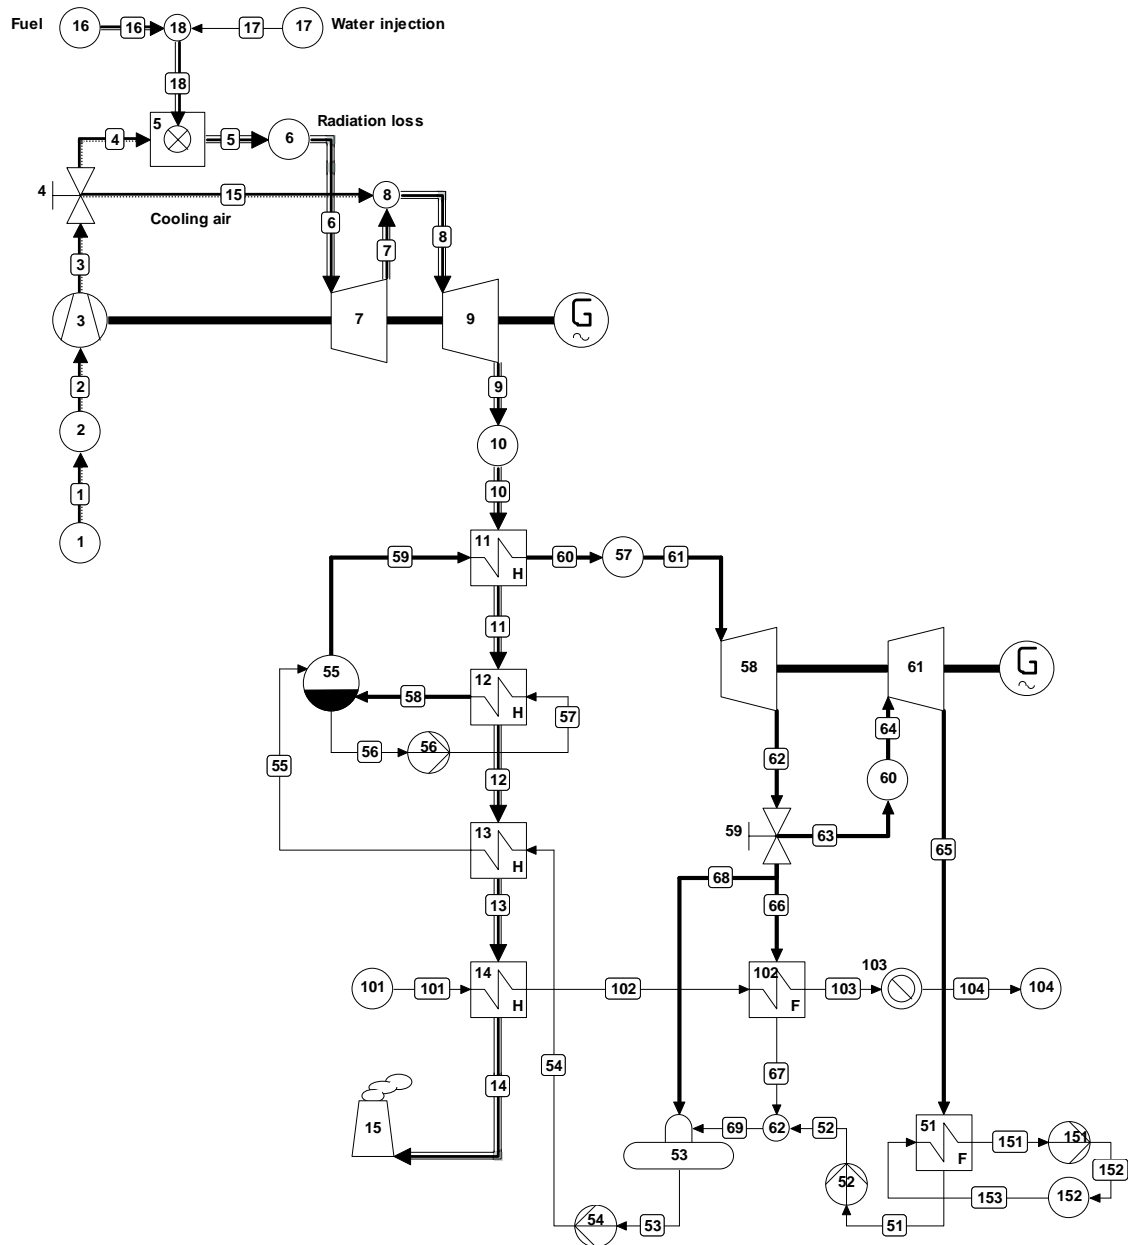 Fuel 16 16 18 17 17 Water injection
18
5 Radiation loss
4 5 6
4 15 8
Cooling air
6 7 8
3
3 7 9 G
2 9
2 10
1 10
1
11 H 59 60 57 61
11
55 58 12 H 57 58 61 G
56 56 62 64
55 12 60
13 H 59 63 65
13 68 66
101 101 14 H 102 102 F 103 103 104 104
54 14 67
15 53 69 62 52 51 F 151 151
52 152
54 53 51 153 152